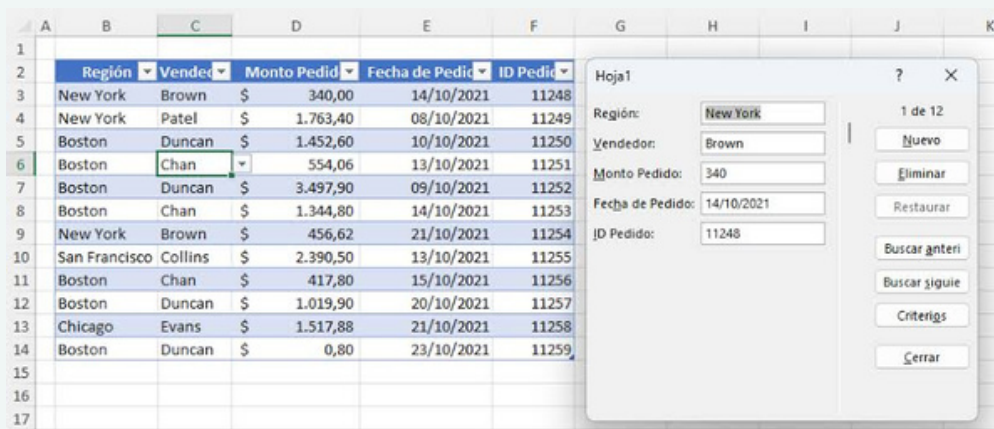 A B C D E F G H I J K
1
2 Región Vended Monto Pedid Fecha de Pedic ID Pedic
3 New York Brown $ 340,00 14/10/2021 11248
4 New York Patel $ 1.763,40 08/10/2021 11249
5 Boston Duncan $ 1.452,60 10/10/2021 11250
6 Boston Chan $ 554,06 13/10/2021 11251
7 Boston Duncan $ 3.497,90 09/10/2021 11252
8 Boston Chan $ 1.344,80 14/10/2021 11253
9 New York Brown $ 456,62 21/10/2021 11254
10 San Francisco Collins $ 2.390,50 13/10/2021 11255
11 Boston Chan $ 417,80 15/10/2021 11256
12 Boston Duncan $ 1.019,90 20/10/2021 11257
13 Chicago Evans $ 1.517,88 21/10/2021 11258
14 Boston Duncan $ 0,80 23/10/2021 11259
15
16
17
Hoja1 ? ×
Región: New York
Vendedor: Brown
Monto Pedido: 340
Fecha de Pedido: 14/10/2021
ID Pedido: 11248
1 de 12
Nuevo
Eliminar
Restaurar
Buscar anteri
Buscar siguie
Criterios
Cerrar